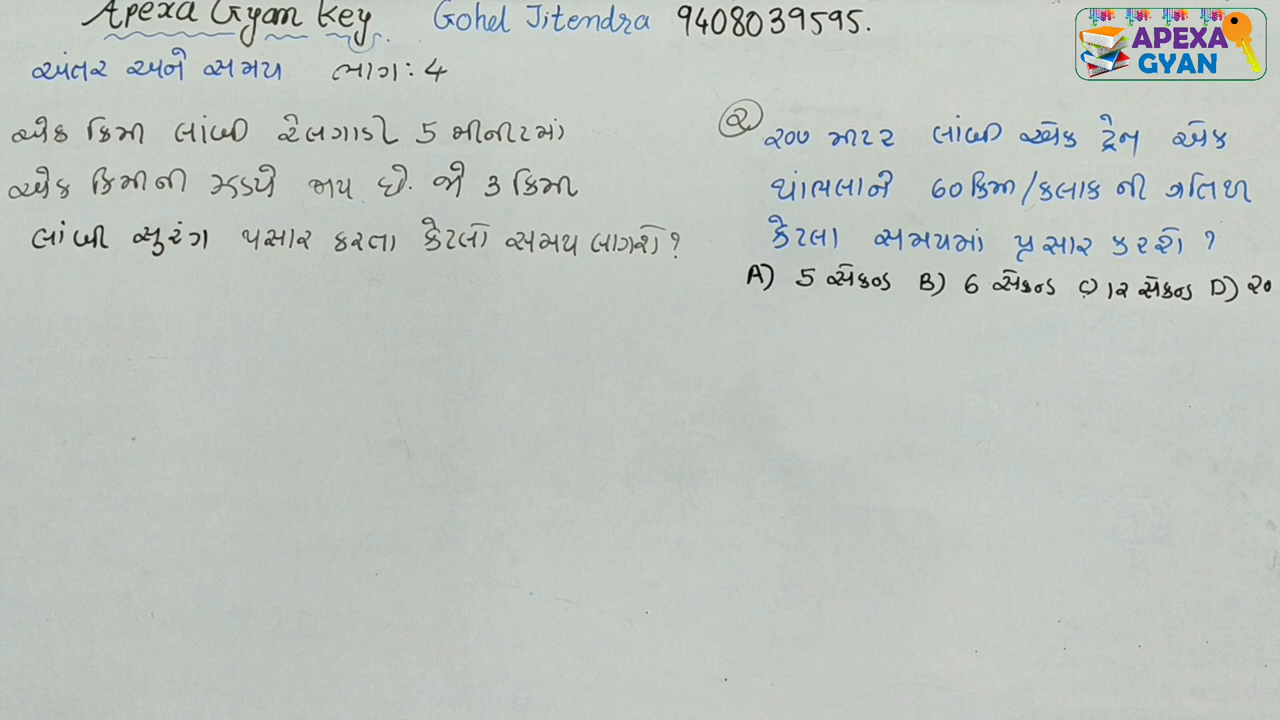 Apexa Gyan Key. Gohel Jitendra 9408039595.
APEXA
GYAN
અંતર અને સમય ભાગ: 4
એક કિમી લાંબી રેલગાડી 5 મીનીટમાં
એક કિમીની ઝડપે જાય છે. જો 3 કિમી
લાંબી સુરંગ પસાર કરતા કેટલો સમય લાગશે?
૨ ૨૦૦ મીટર લાંબી એક ટ્રેન એક
થાંભલાને 60 કિમી/કલાક ની ગતિથી
કેટલા સમયમાં પ્રસાર કરશે ?
A) 5 સેકન્ડ B) 6 સેકન્ડ C) ૧૨ સેકન્ડ D) ૨૦